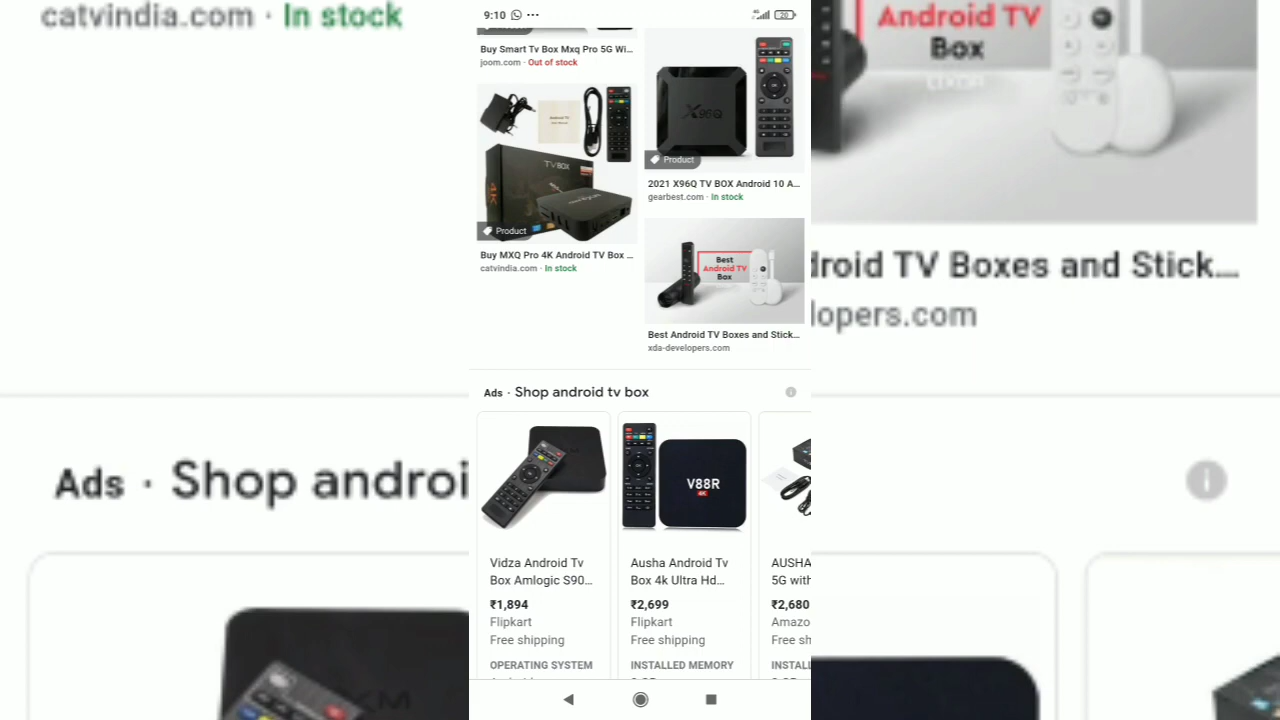 catvindia.com · In stock
9:10
20
Product
Buy Smart Tv Box Mxq Pro 5G Wi...
joom.com · Out of stock
TVBOX
4K
Product
Buy MXQ Pro 4K Android TV Box ...
catvindia.com · In stock
X96Q
Product
2021 X96Q TV BOX Android 10 A...
gearbest.com · In stock
Best
Android TV
Box
Best Android TV Boxes and Stick...
xda-developers.com
Android TV
Box
droid TV Boxes and Stick...
lopers.com
Ads · Shop android tv box
Ads · Shop androi
V88R
4K
Vidza Android Tv
Box Amlogic S90...
₹1,894
Flipkart
Free shipping
OPERATING SYSTEM
Ausha Android Tv
Box 4k Ultra Hd...
₹2,699
Flipkart
Free shipping
INSTALLED MEMORY
AUSHA
5G with
₹2,680
Amazo
Free sh
INSTALL